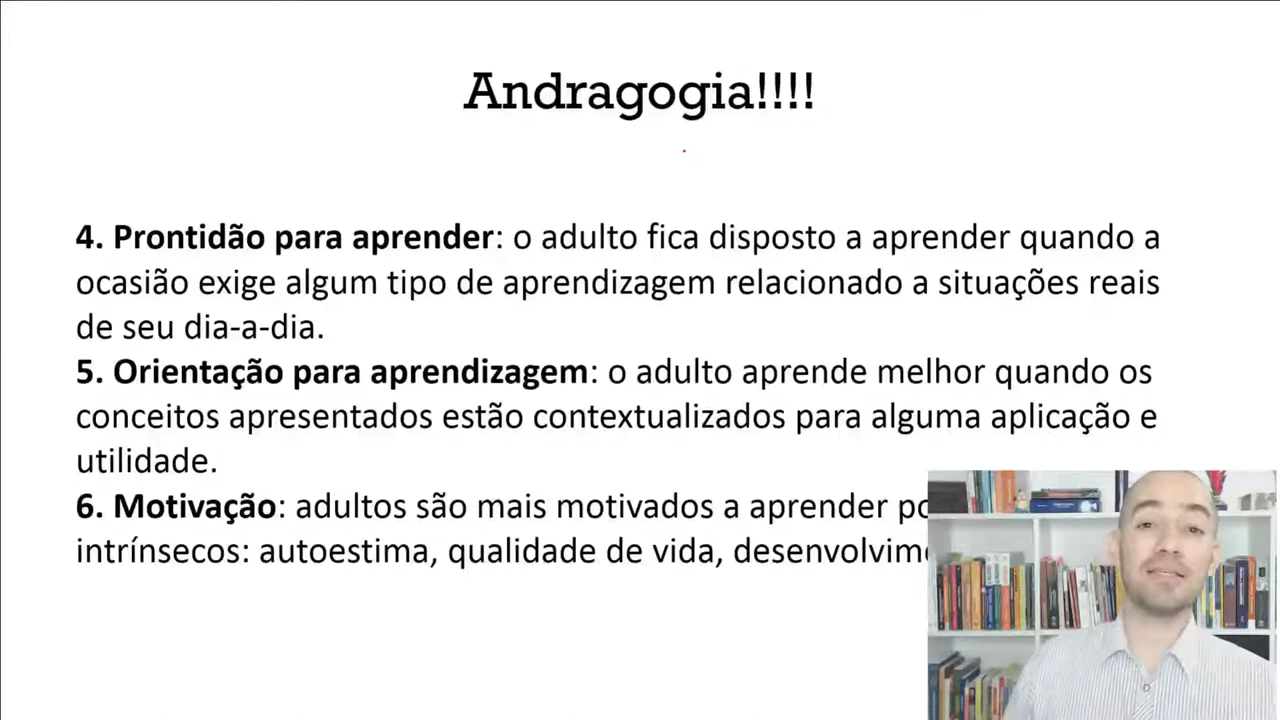 Andragogia!!!!
4. Prontidão para aprender: o adulto fica disposto a aprender quando a
ocasião exige algum tipo de aprendizagem relacionado a situações reais
de seu dia-a-dia.
5. Orientação para aprendizagem: o adulto aprende melhor quando os
conceitos apresentados estão contextualizados para alguma aplicação e
utilidade.
6. Motivação: adultos são mais motivados a aprender
intrínsecos: autoestima, qualidade de vida,